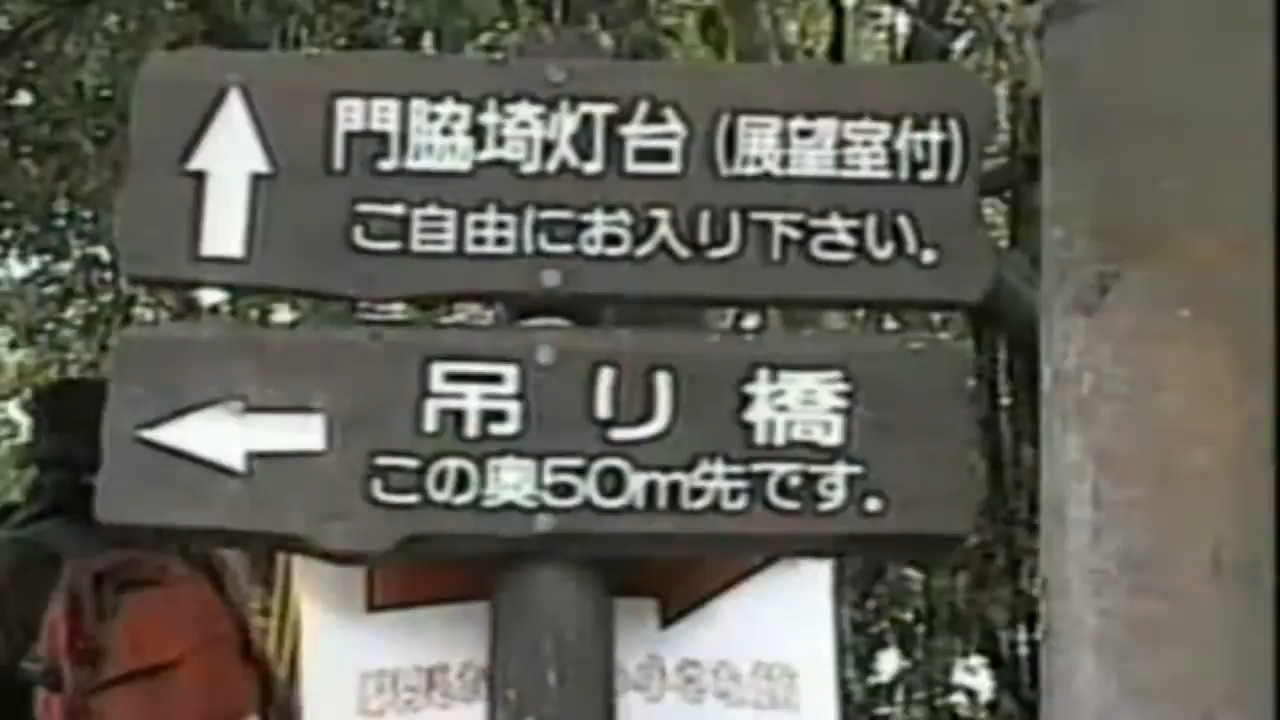 門脇埼灯台(展望室付)
ご自由にお入り下さい。
吊り橋
この奥50m先です。